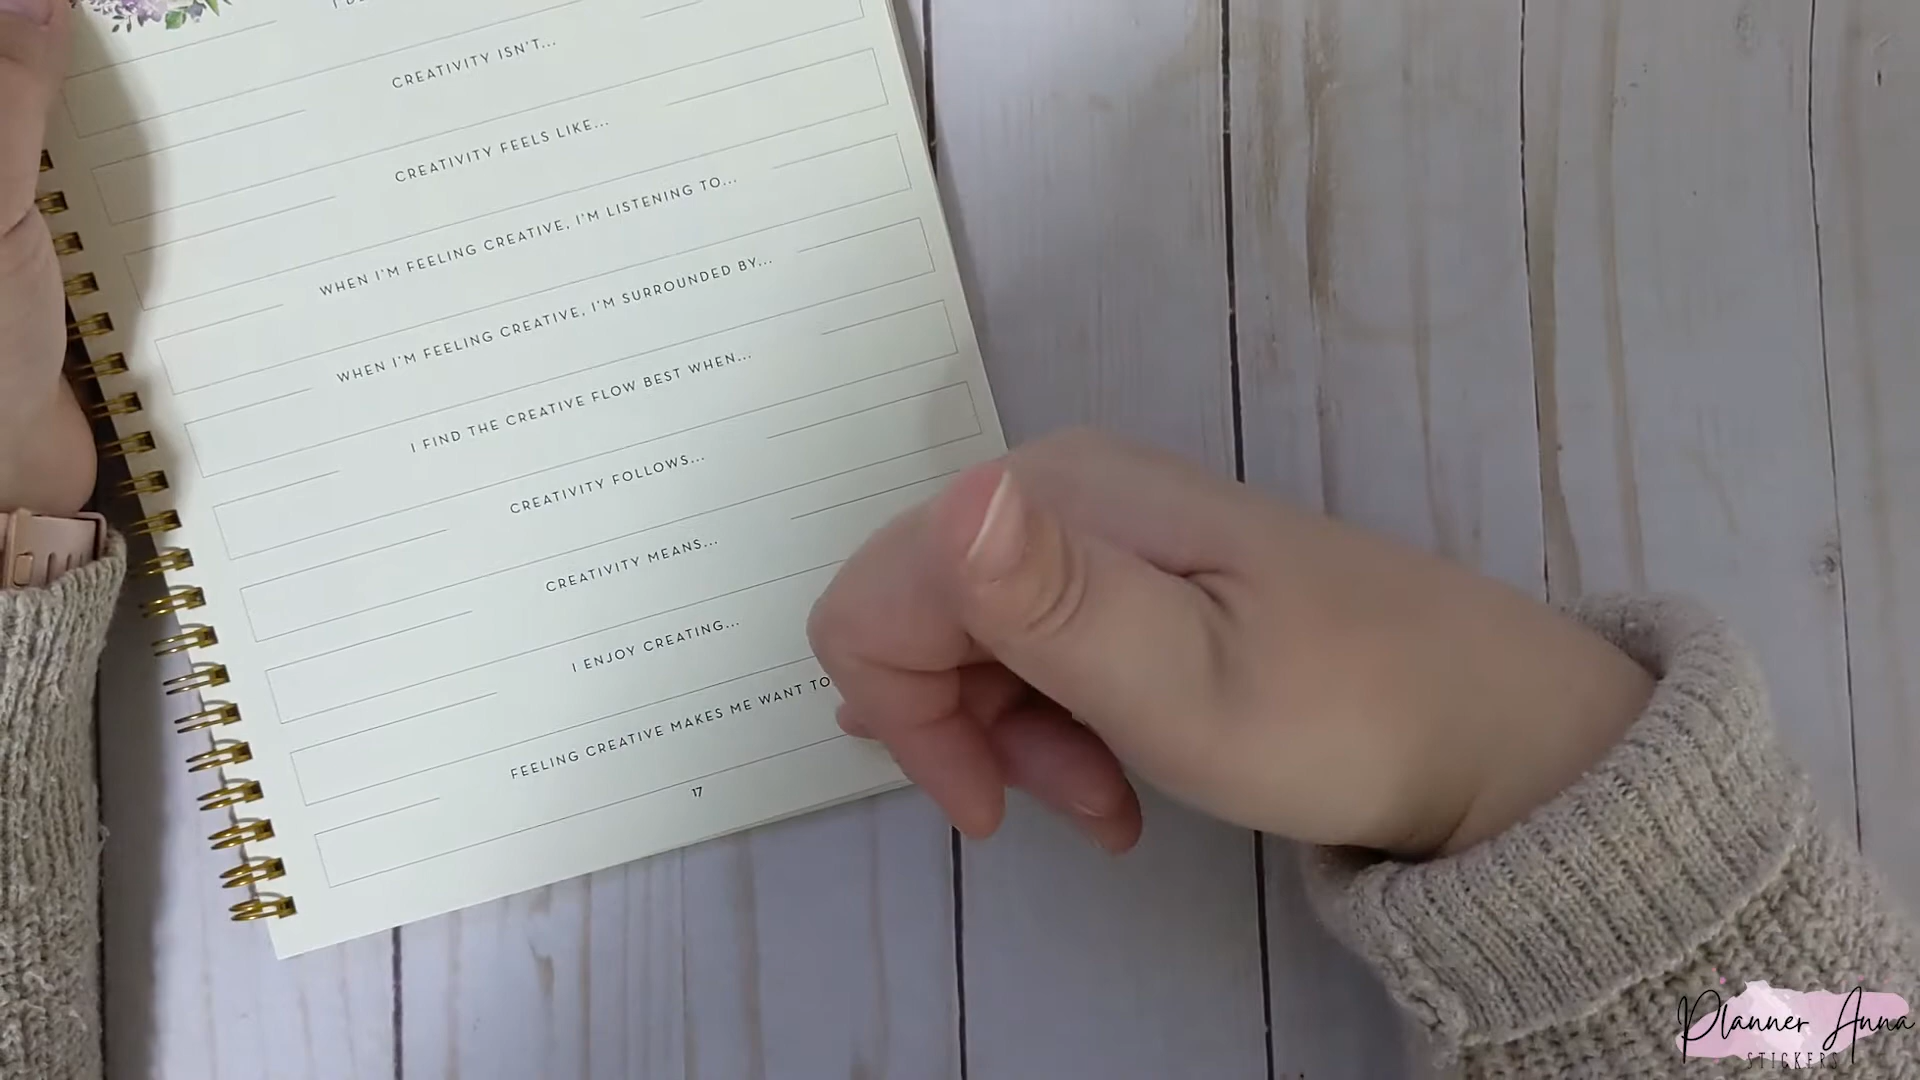 CREATIVITY ISN'T...
CREATIVITY FEELS LIKE...
WHEN I'M FEELING CREATIVE, I'M LISTENING TO...
WHEN I'M FEELING CREATIVE, I'M SURROUNDED BY...
I FIND THE CREATIVE FLOW BEST WHEN...
CREATIVITY FOLLOWS...
CREATIVITY MEANS...
I ENJOY CREATING...
FEELING CREATIVE MAKES ME WANT TO
17
Planner Anna
STICKERS